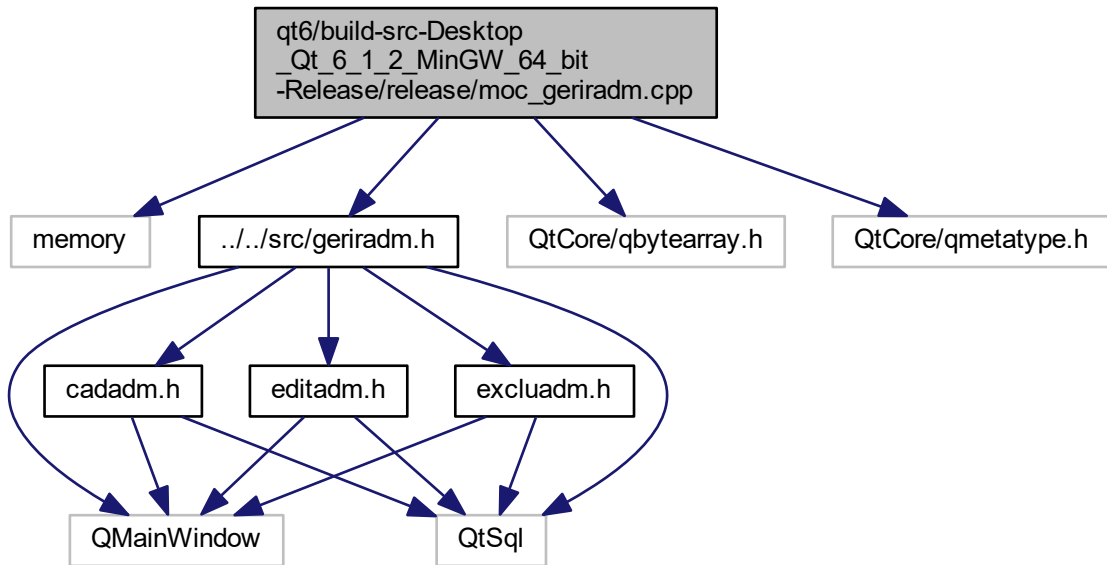 qt6/build-src-Desktop
_Qt_6_1_2_MinGW_64_bit
-Release/release/moc_geriradm.cpp
memory
../../src/geriradm.h
QtCore/qbytearray.h
QtCore/qmetatype.h
cadadm.h
editadm.h
excluadm.h
QMainWindow
QtSql